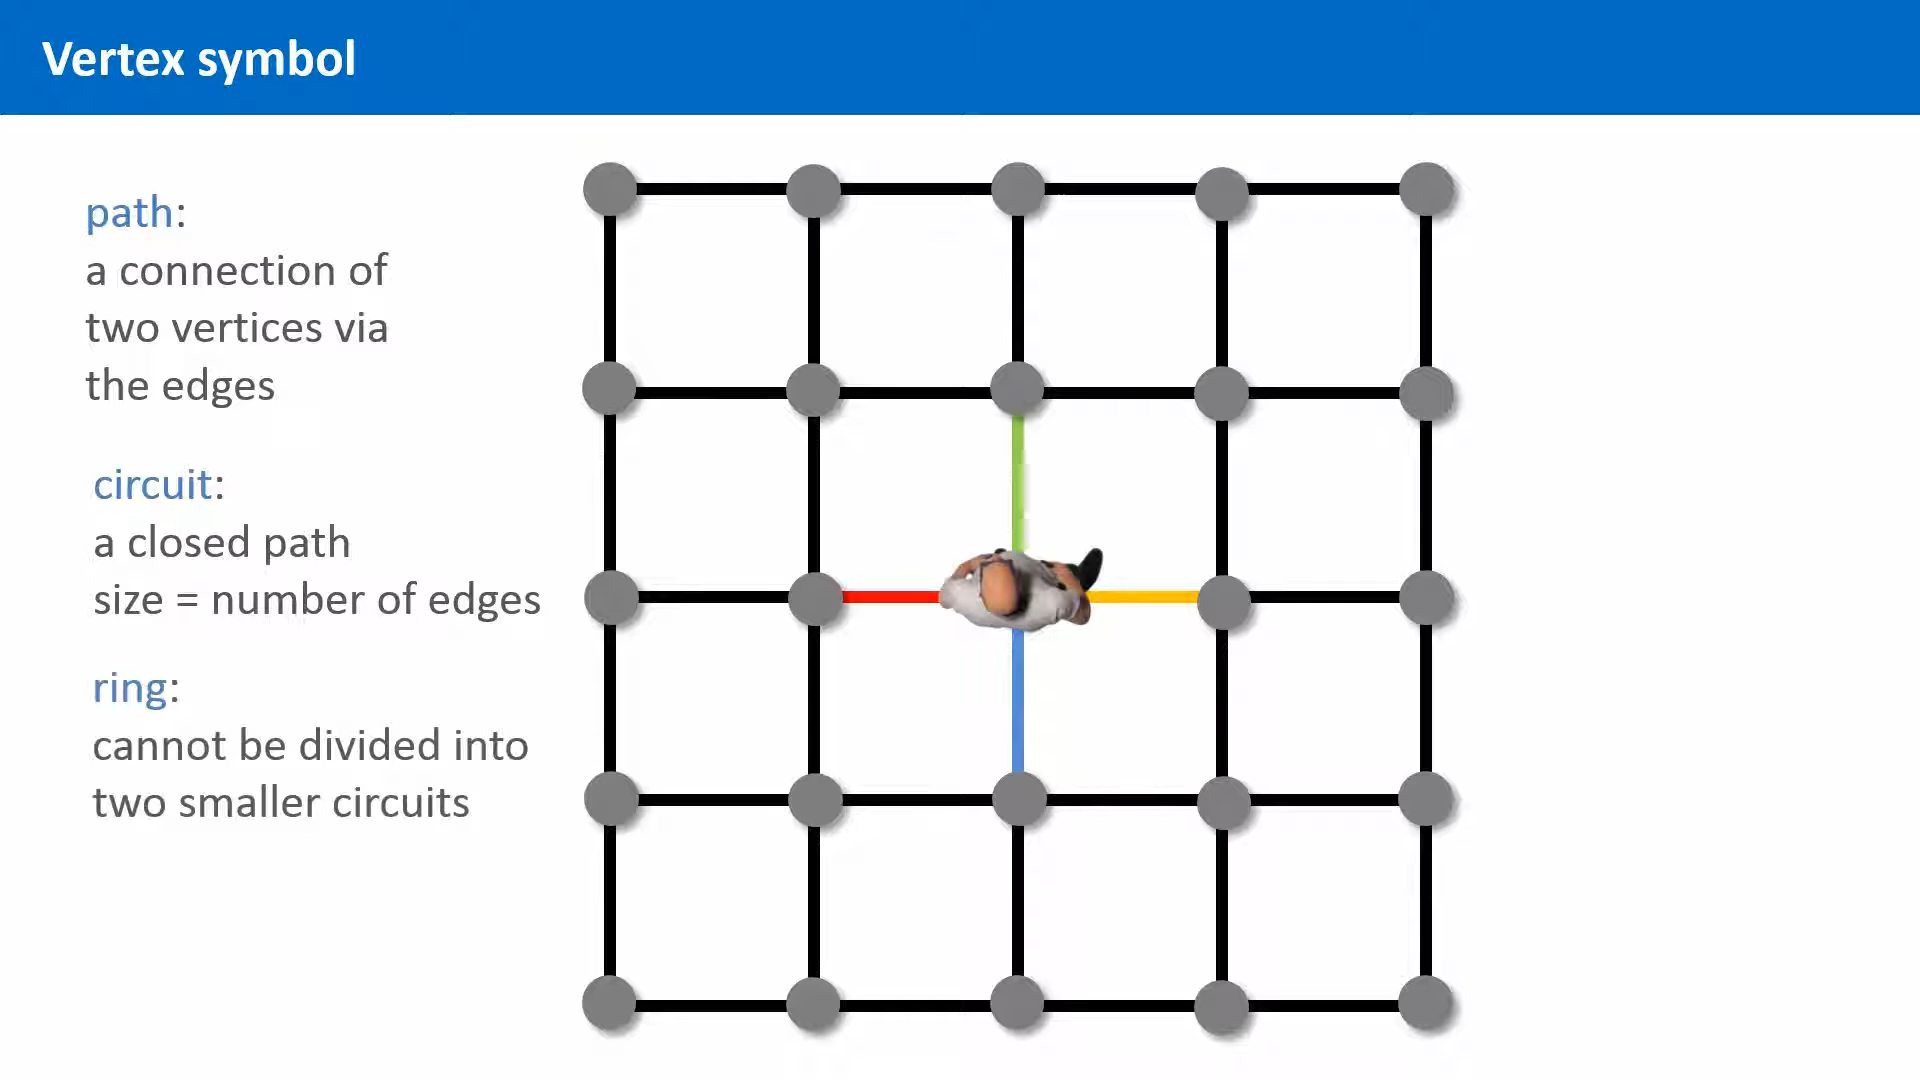 Vertex symbol
path:
a connection of
two vertices via
the edges
circuit:
a closed path
size = number of edges
ring:
cannot be divided into
two smaller circuits